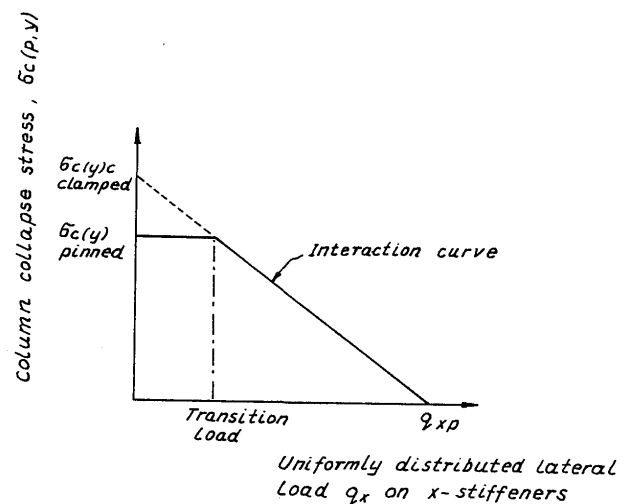 Column collapse stress, σc(p,y)
σc(y)c
clamped
σc(y)
pinned
Interaction curve
Transition
Load
qxp
Uniformly distributed lateral
Load qx on x-stiffeners